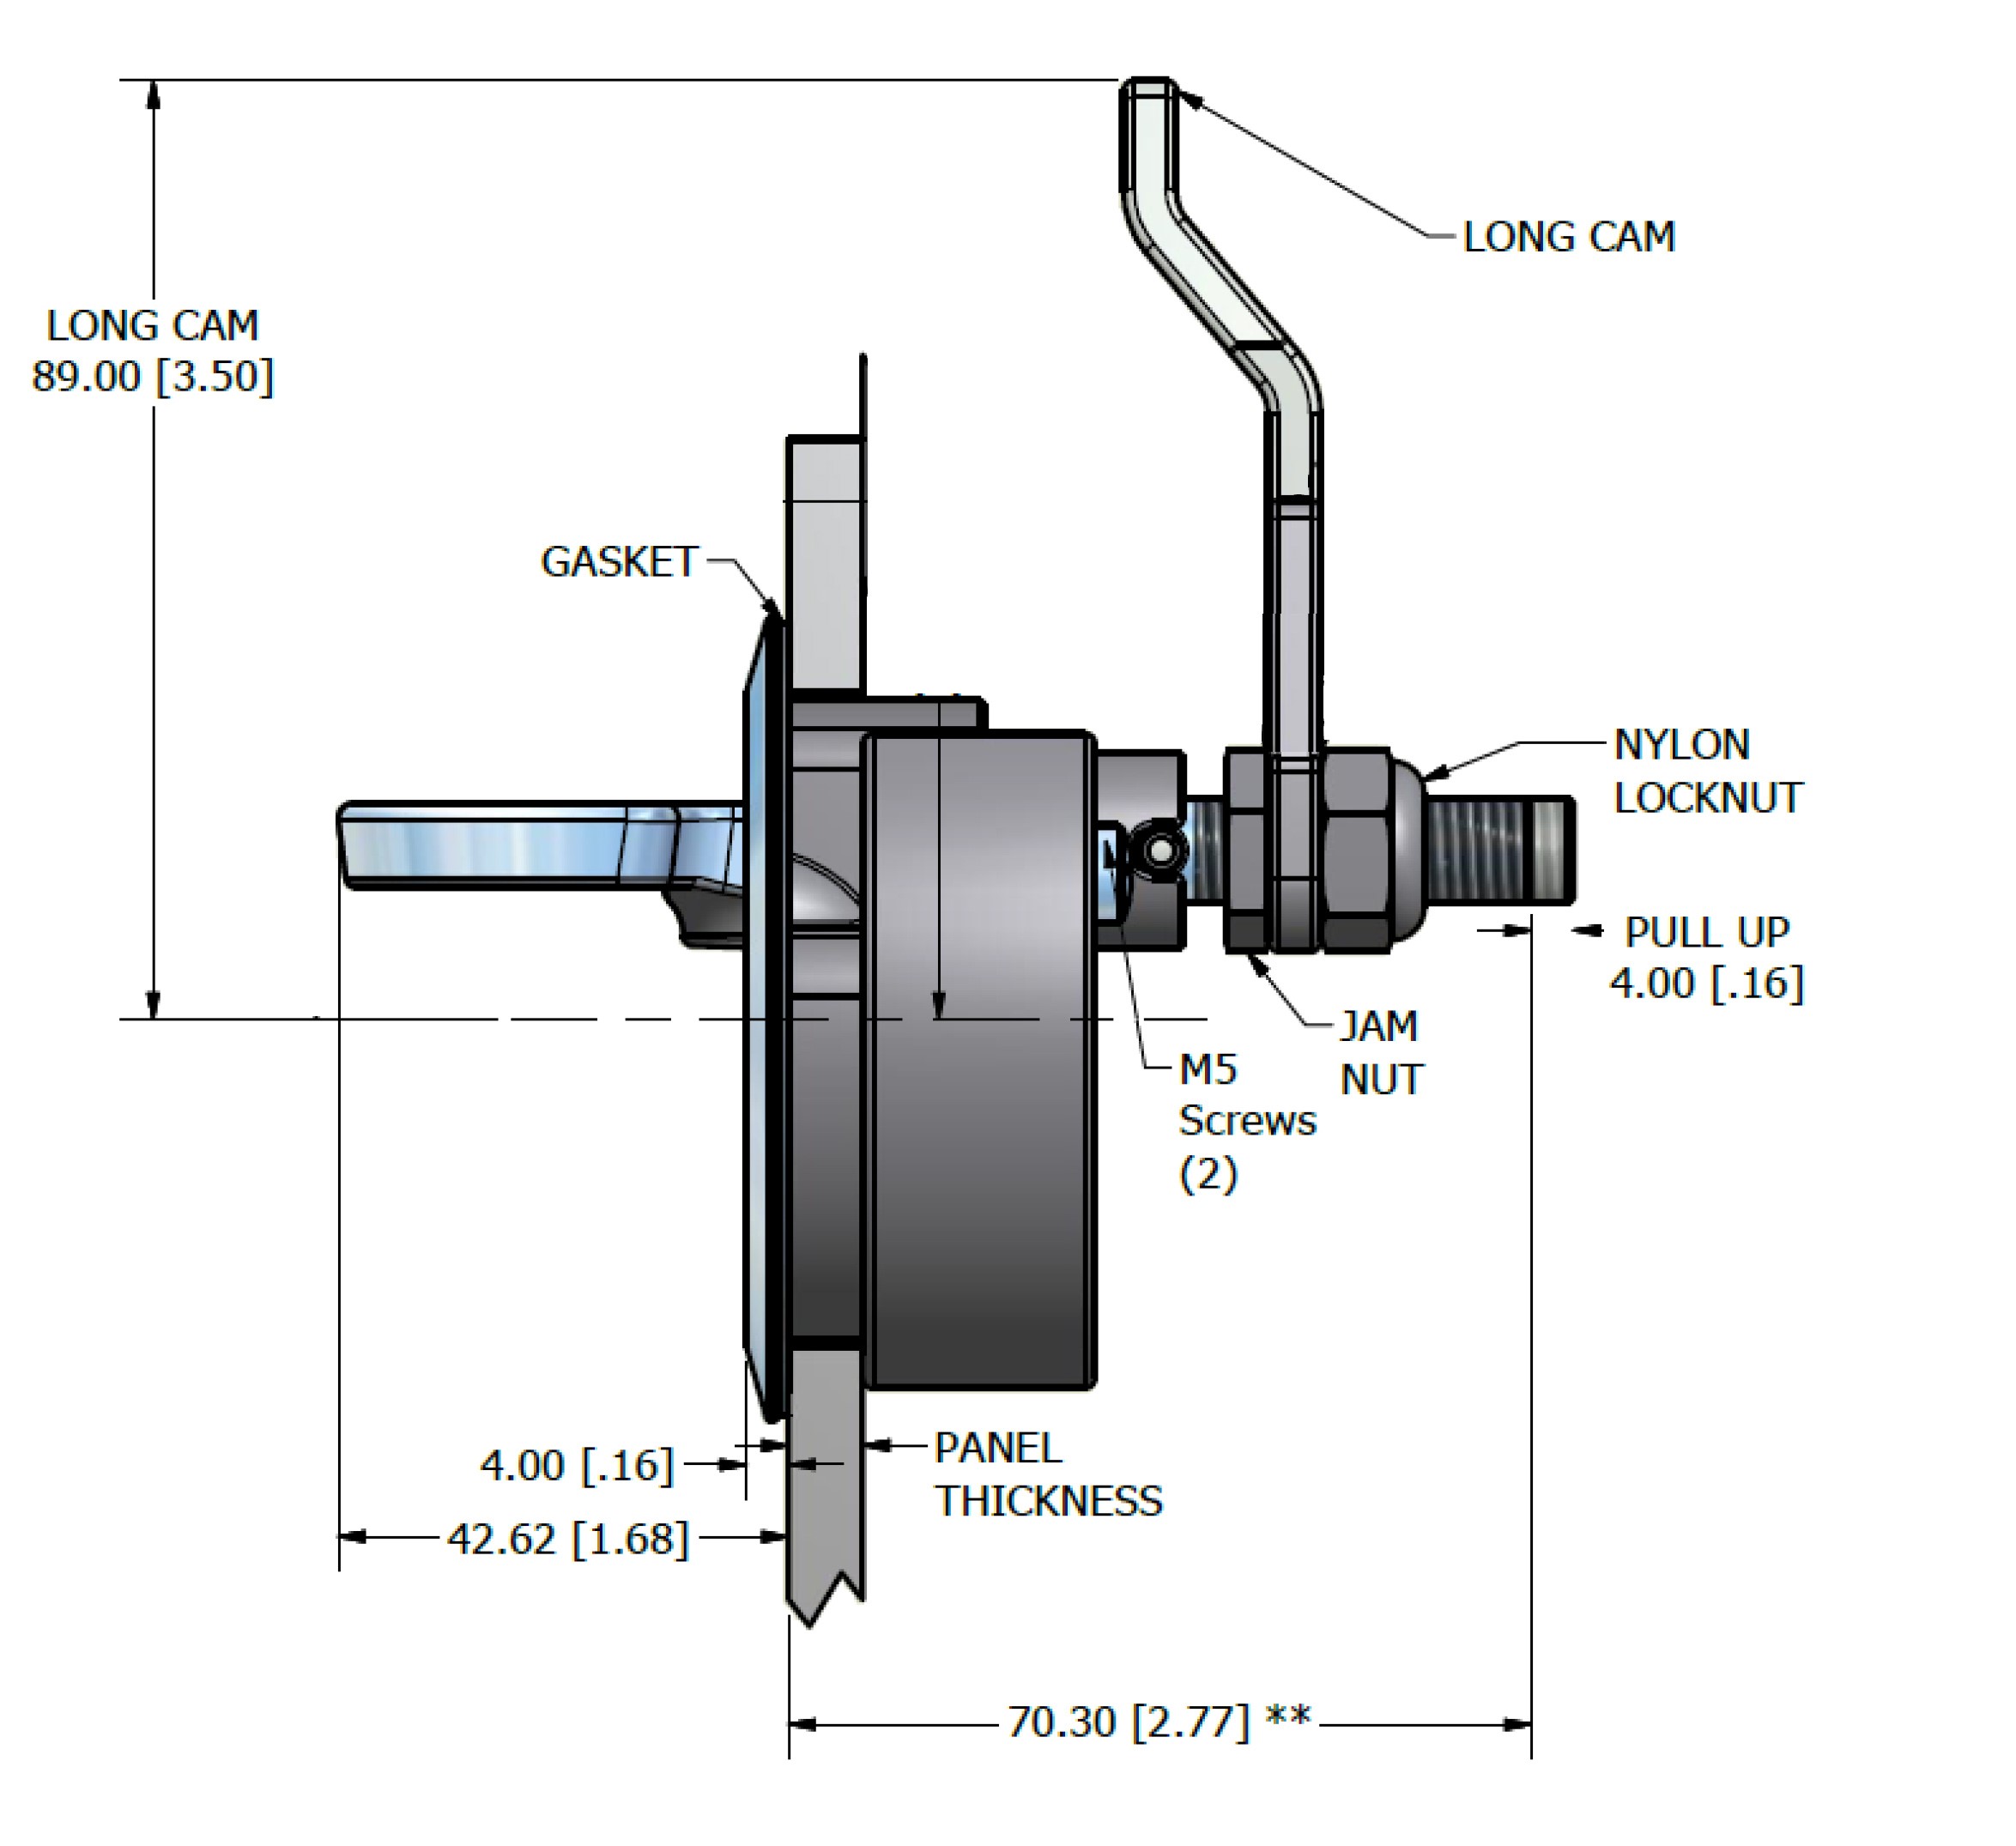 LONG CAM
LONG CAM
89.00 [3.50]
GASKET
NYLON
LOCKNUT
PULL UP
4.00 [.16]
JAM
NUT
M5
Screws
(2)
PANEL
THICKNESS
4.00 [.16]
42.62 [1.68]
70.30 [2.77] **